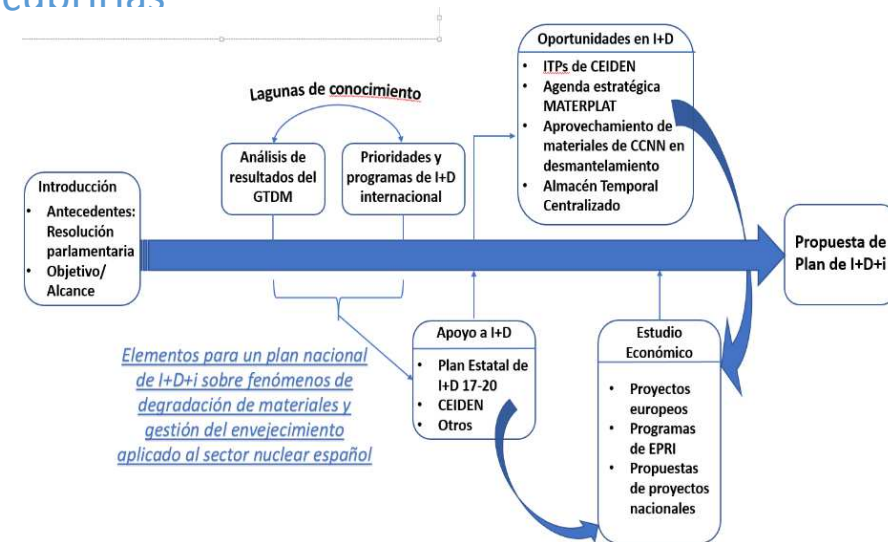 Lagunas de conocimiento
Introducción
• Antecedentes:
Resolución
parlamentaria
• Objetivo/
Alcance
Análisis de
resultados del
GTDM
Prioridades y
programas de I+D
internacional
Oportunidades en I+D
• ITPs de CEIDEN
• Agenda estratégica
MATERPLAT
• Aprovechamiento de
materiales de CCNN en
desmantelamiento
• Almacén Temporal
Centralizado
Propuesta de
Plan de I+D+i
Elementos para un plan nacional
de I+D+i sobre fenómenos de
degradación de materiales y
gestión del envejecimiento
aplicado al sector nuclear español
Apoyo a I+D
• Plan Estatal de
I+D 17-20
• CEIDEN
• Otros
Estudio
Económico
• Proyectos
europeos
• Programas
de EPRI
• Propuestas
de proyectos
nacionales